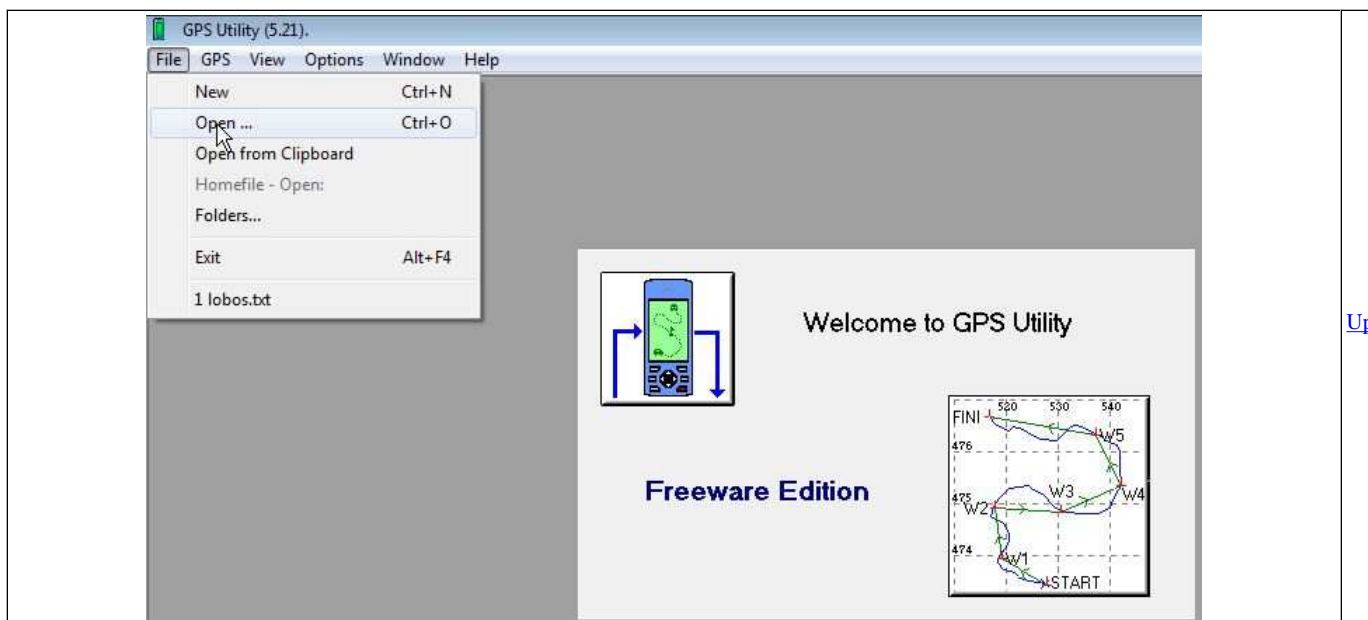 GPS Utility (5.21).
File GPS View Options Window Help
New Ctrl+N
Open ... Ctrl+O
Open from Clipboard
Homefile - Open:
Folders...
Exit Alt+F4
1 lobos.txt
Welcome to GPS Utility
Freeware Edition
520 530 540
FINI
W5
476
W3
W4
475
W2
474
W1
START
Up